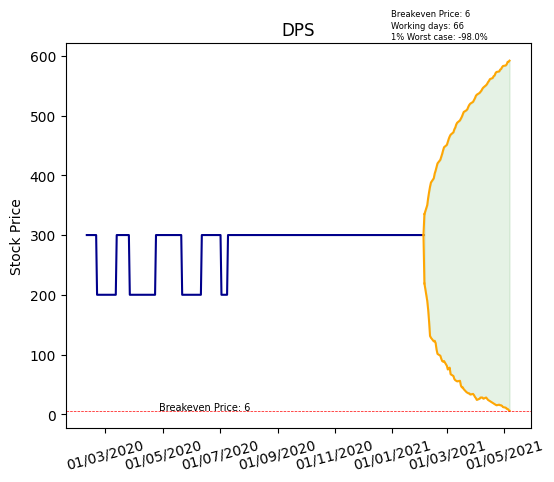 Breakeven Price: 6
Working days: 66
1% Worst case: -98.0%
DPS
600
500
400
300
200
100
0
Stock Price
Breakeven Price: 6
01/03/2020 01/05/2020 01/07/2020 01/09/2020 01/11/2020 01/01/2021 01/03/2021 01/05/2021